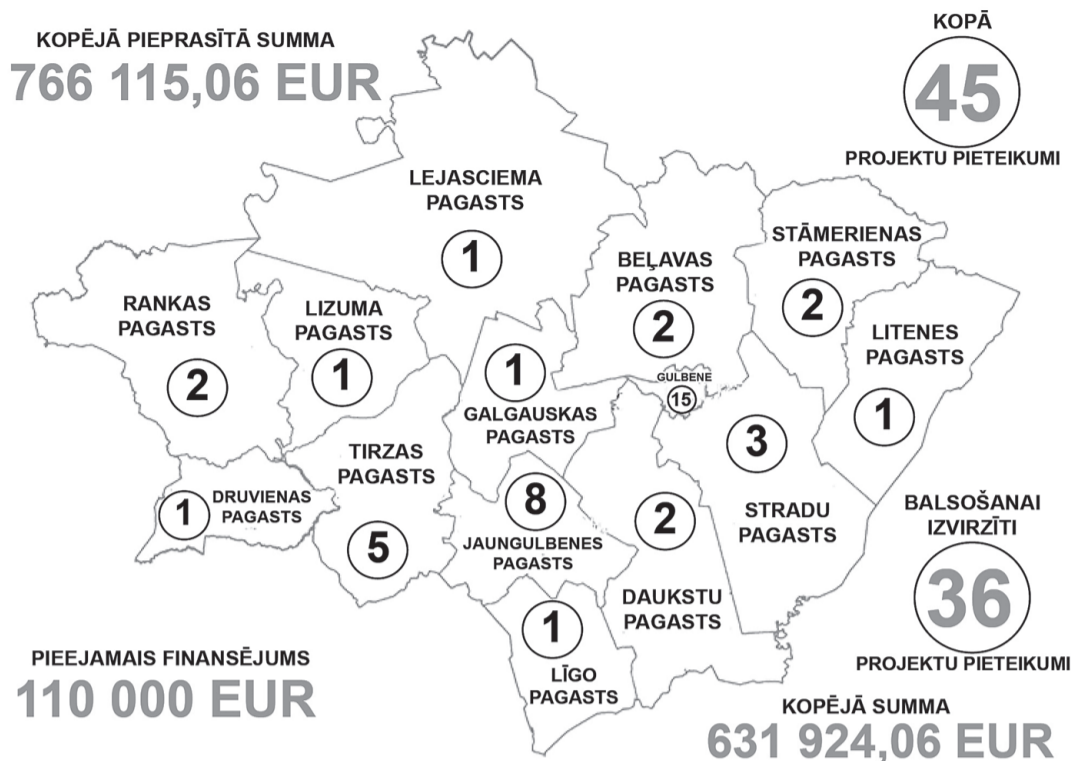 KOPĒJĀ PIEPRASĪTĀ SUMMA
766 115,06 EUR
KOPĀ
45
PROJEKTU PIETEIKUMI
LEJASCIEMA
PAGASTS
1
STĀMERIENAS
PAGASTS
2
BEĻAVAS
PAGASTS
2
RANKAS
PAGASTS
2
LIZUMA
PAGASTS
1
LITENES
PAGASTS
1
1
GALGAUSKAS
PAGASTS
GULBENE
15
3
STRADU
PAGASTS
TIRZAS
PAGASTS
5
1
DRUVIENAS
PAGASTS
8
JAUNGULBENES
PAGASTS
2
DAUKSTU
PAGASTS
1
LĪGO
PAGASTS
BALSOŠANAI
IZVIRZĪTI
36
PROJEKTU PIETEIKUMI
PIEEJAMAIS FINANSĒJUMS
110 000 EUR
KOPĒJĀ SUMMA
631 924,06 EUR